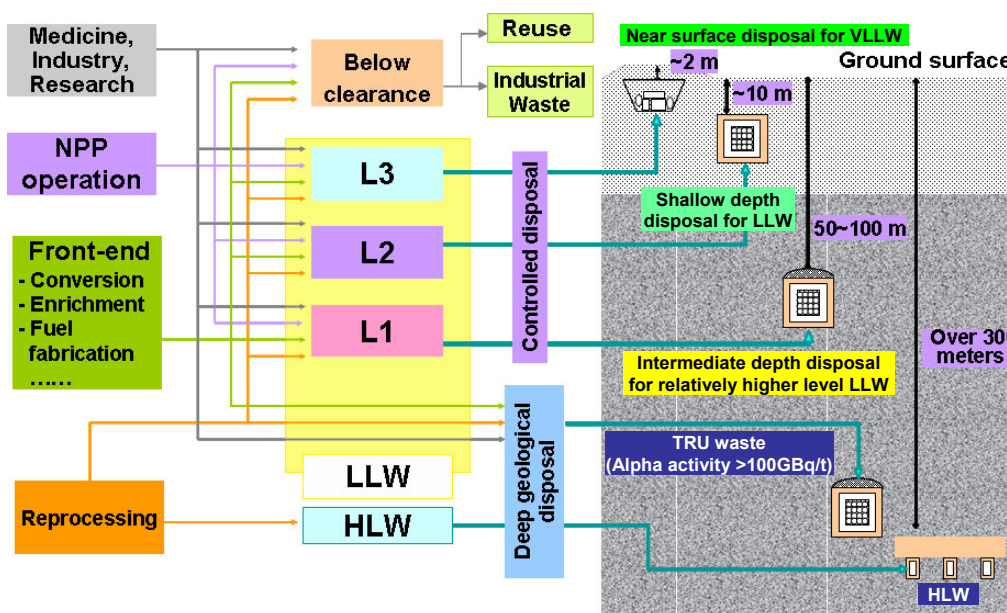 Medicine,
Industry,
Research
NPP
operation
Front-end
- Conversion
- Enrichment
- Fuel
fabrication
......
Reprocessing
Below
clearance
Reuse
Industrial
Waste
L3
L2
L1
LLW
HLW
Controlled disposal
Deep geological
disposal
Near surface disposal for VLLW
~2 m
Ground surface
~10 m
Shallow depth
disposal for LLW
50~100 m
Intermediate depth disposal
for relatively higher level LLW
Over 30
meters
TRU waste
(Alpha activity >100GBq/t)
HLW